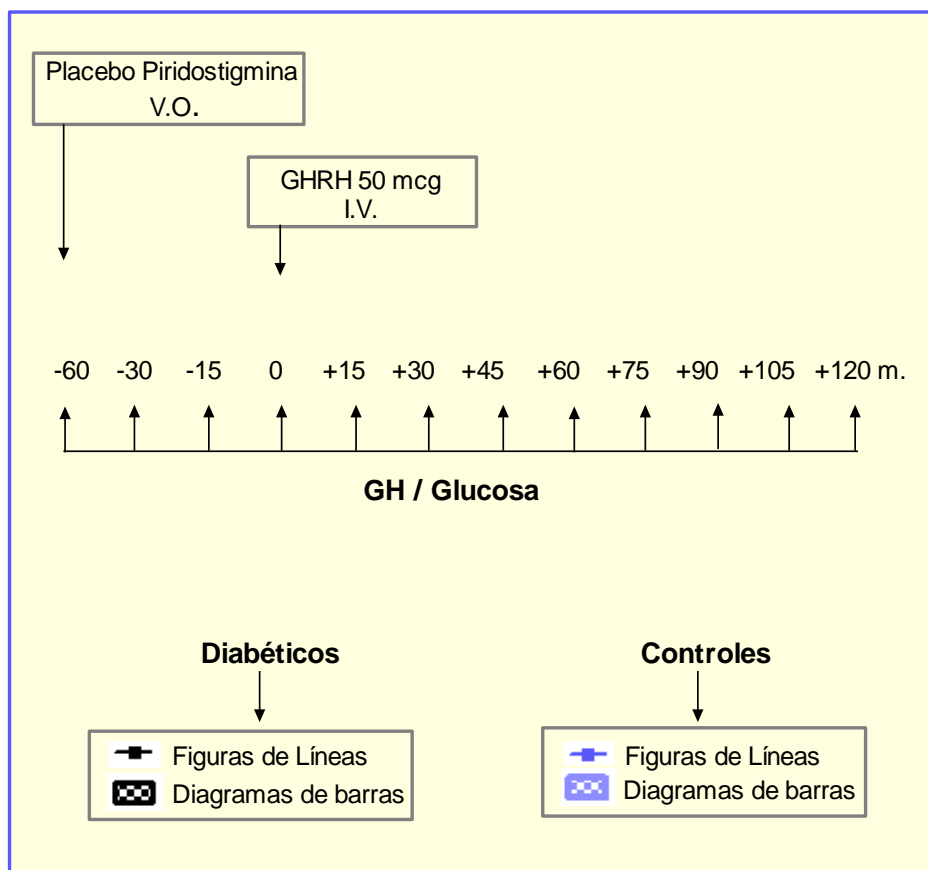 Placebo Piridostigmina
V.O.
GHRH 50 mcg
I.V.
-60 -30 -15 0 +15 +30 +45 +60 +75 +90 +105 +120 m.
GH / Glucosa
Diabéticos
Figuras de Líneas
Diagramas de barras
Controles
Figuras de Líneas
Diagramas de barras